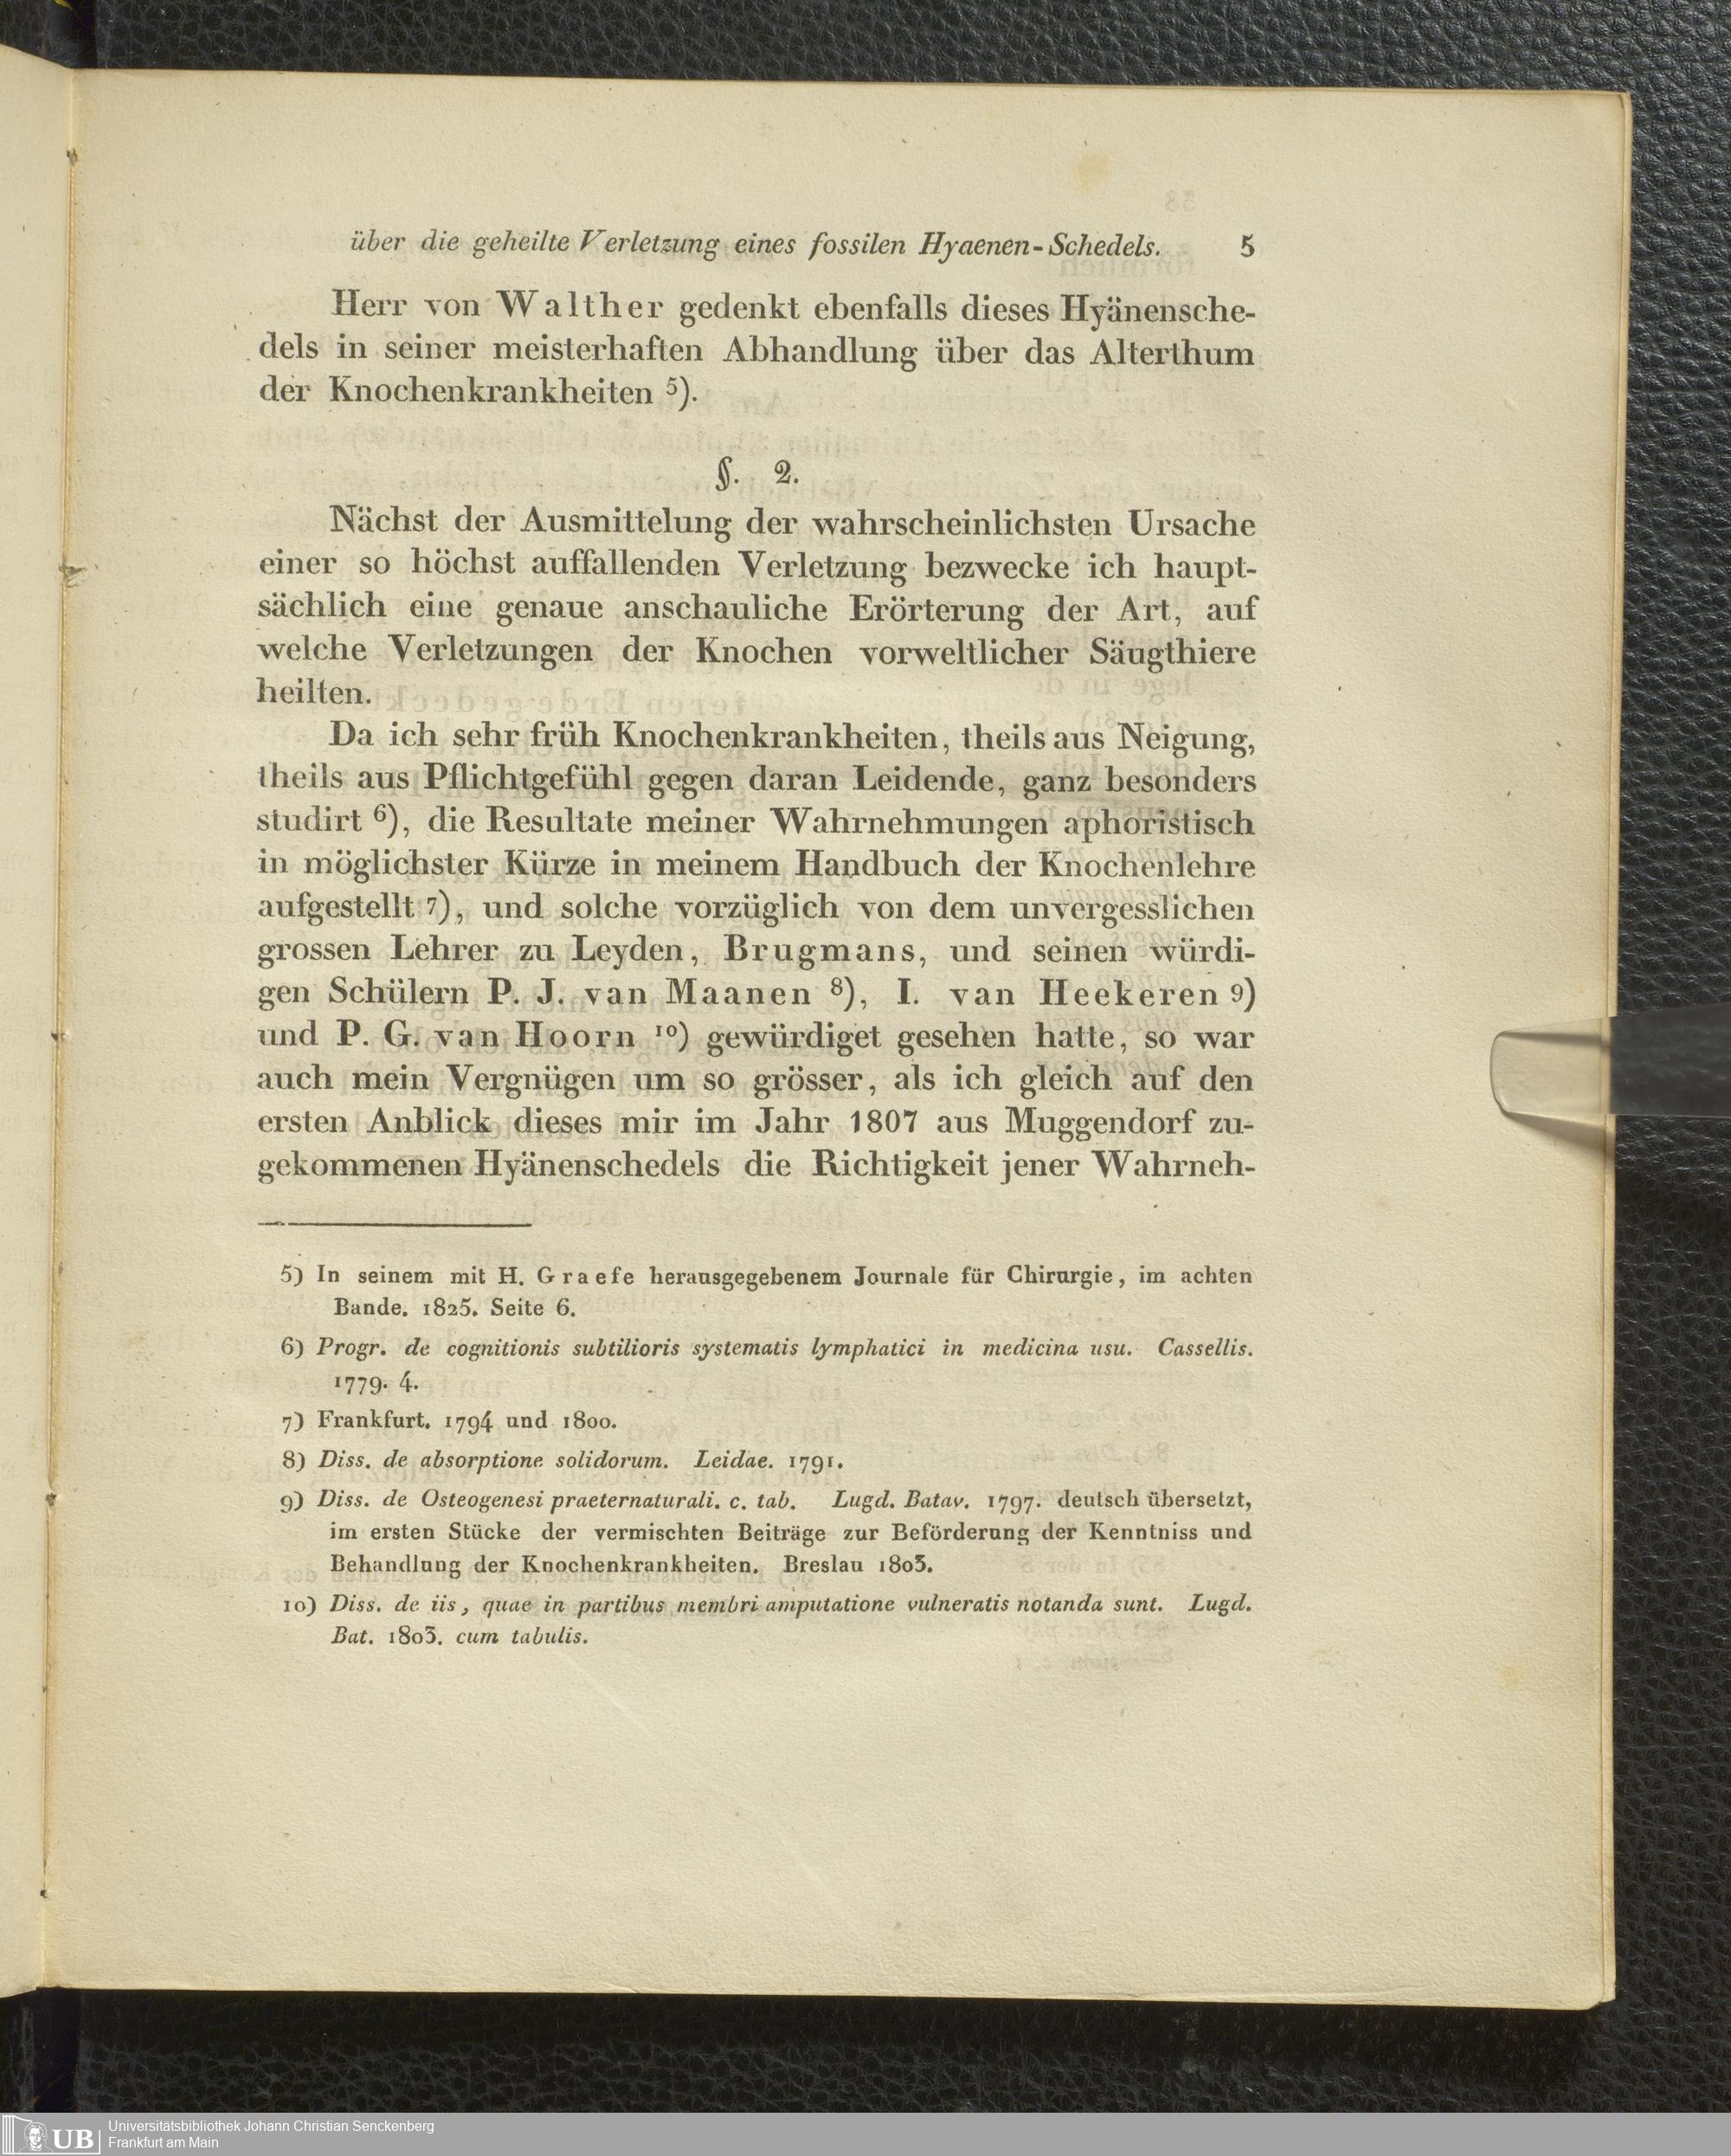 über die geheilte Verletzung eines fossilen Hyaenen-Schedels. 5
Herr von Walther gedenkt ebenfalls dieses Hyänensche-
dels in seiner meisterhaften Abhandlung über das Alterthum
der Knochenkrankheiten 5).
§. 2.
Nächst der Ausmittelung der wahrscheinlichsten Ursache
einer so höchst auffallenden Verletzung bezwecke ich haupt-
sächlich eine genaue anschauliche Erörterung der Art, auf
welche Verletzungen der Knochen vorweltlicher Säugthiere
heilten.
Da ich sehr früh Knochenkrankheiten, theils aus Neigung,
theils aus Pflichtgefühl gegen daran Leidende, ganz besonders
studirt 6), die Resultate meiner Wahrnehmungen aphoristisch
in möglichster Kürze in meinem Handbuch der Knochenlehre
aufgestellt 7), und solche vorzüglich von dem unvergesslichen
grossen Lehrer zu Leyden, Brugmans, und seinen würdi-
gen Schülern P. J. van Maanen 8), I. van Heekeren 9)
und P. G. van Hoorn 10) gewürdiget gesehen hatte, so war
auch mein Vergnügen um so grösser, als ich gleich auf den
ersten Anblick dieses mir im Jahr 1807 aus Muggendorf zu-
gekommenen Hyänenschedels die Richtigkeit jener Wahrneh-
5) In seinem mit H. Graefe herausgegebenem Journale für Chirurgie, im achten
Bande. 1825. Seite 6.
6) Progr. de cognitionis subtilioris systematis lymphatici in medicina usu. Cassellis.
1779. 4.
7) Frankfurt. 1794 und 1800.
8) Diss. de absorptione solidorum. Leidae. 1791.
9) Diss. de Osteogenesi praeternaturali. c. tab. Lugd. Batav. 1797. deutsch übersetzt,
im ersten Stücke der vermischten Beiträge zur Beförderung der Kenntniss und
Behandlung der Knochenkrankheiten. Breslau 1803.
10) Diss. de iis, quae in partibus membri amputatione vulneratis notanda sunt. Lugd.
Bat. 1803. cum tabulis.
UB
Universitätsbibliothek Johann Christian Senckenberg
Frankfurt am Main